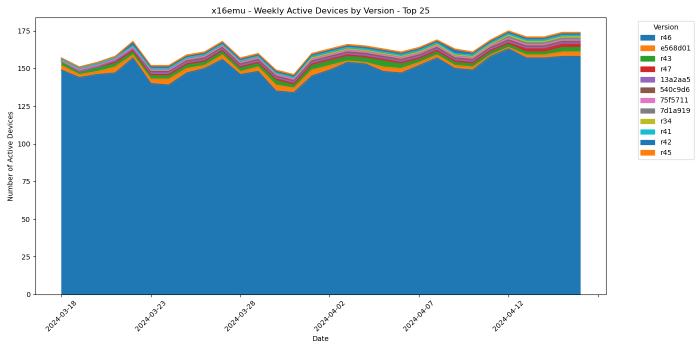 x16emu - Weekly Active Devices by Version - Top 25
Number of Active Devices
175
150
125
100
75
50
25
0
2024-03-18
2024-03-23
2024-03-28
2024-04-02
2024-04-07
2024-04-12
Date
Version
r46
e568d01
r43
r47
13a2aa5
540c9d6
75f5711
7d1a919
r34
r41
r42
r45